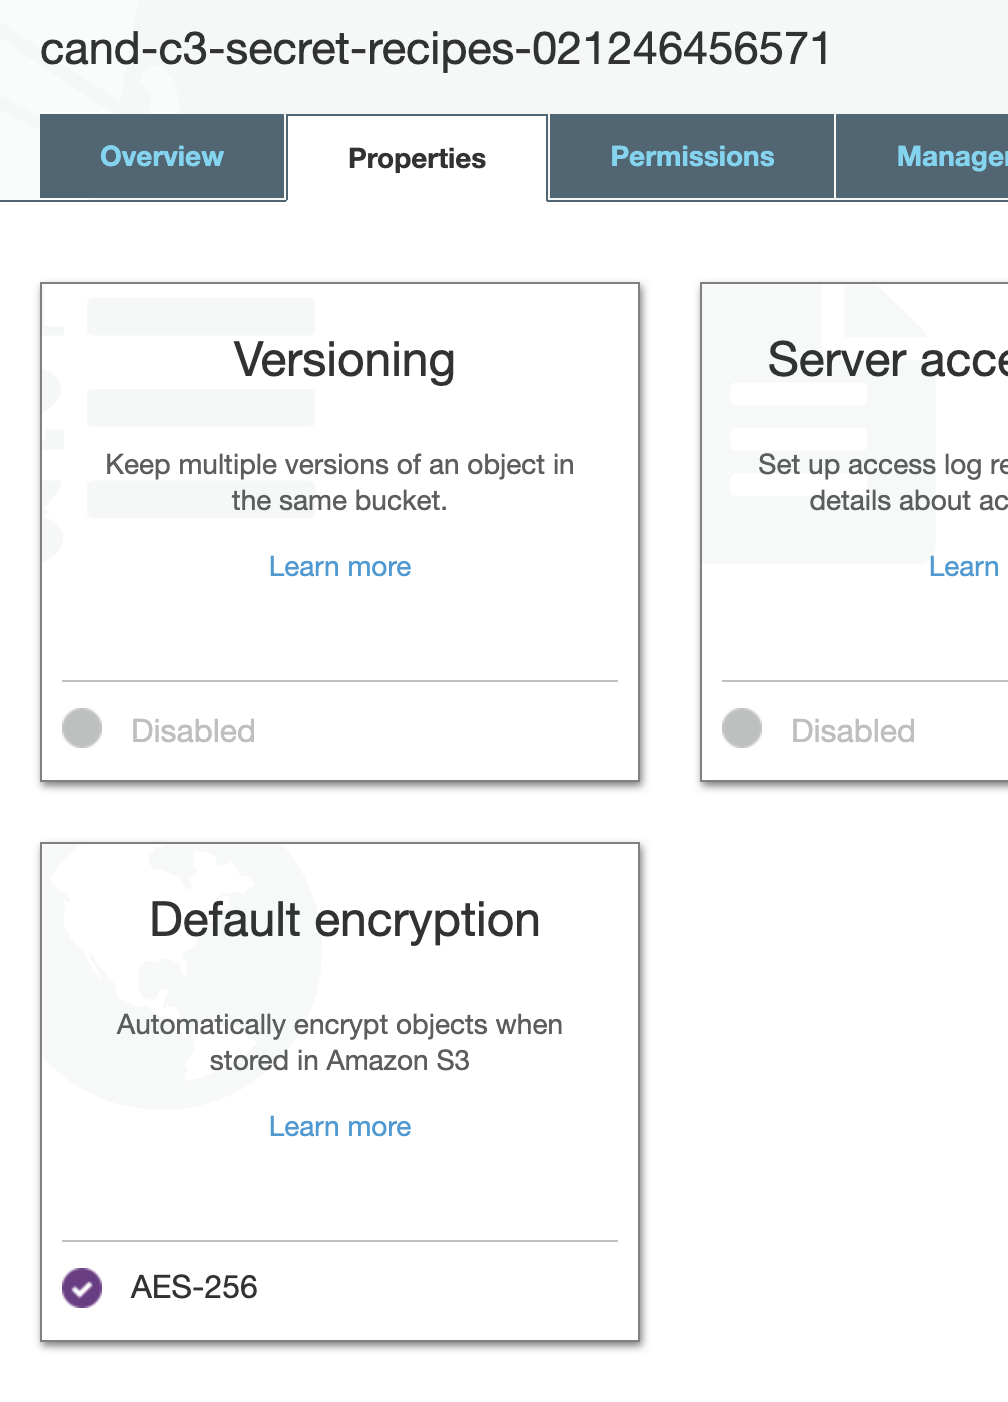 cand-c3-secret-recipes-021246456571
Overview
Properties
Permissions
Manage
Versioning
Keep multiple versions of an object in
the same bucket.
Learn more
Disabled
Server acce
Set up access log re
details about ac
Learn
Disabled
Default encryption
Automatically encrypt objects when
stored in Amazon S3
Learn more
AES-256